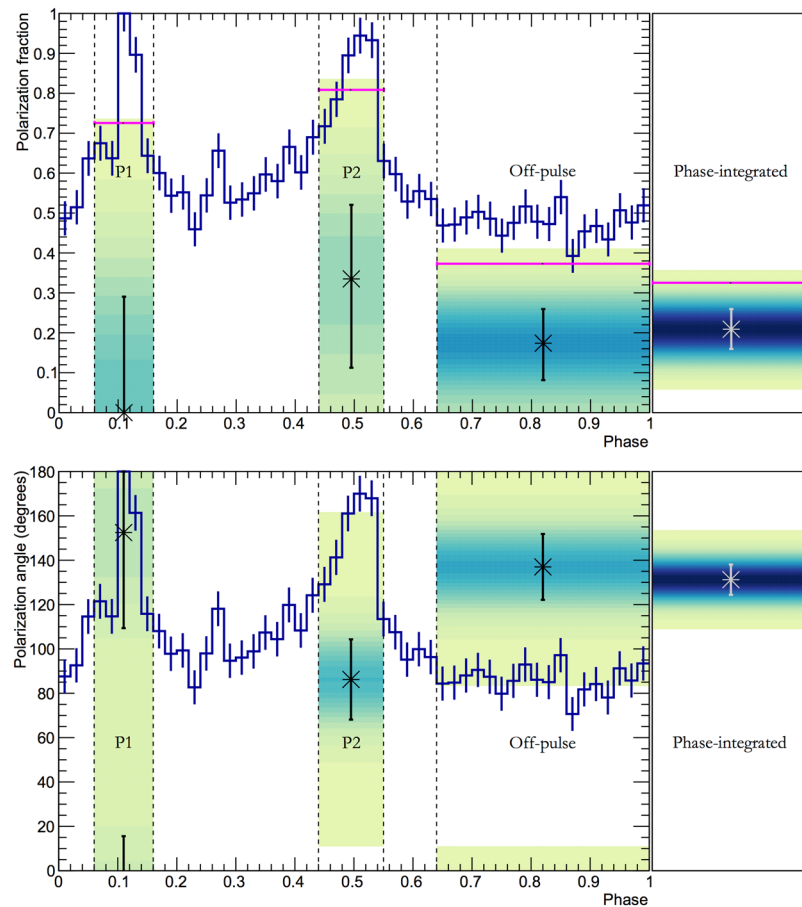 Polarization fraction
1
0.9
0.8
0.7
0.6
0.5
0.4
0.3
0.2
0.1
0
P1
P2
Off-pulse
Phase-integrated
0 0.1 0.2 0.3 0.4 0.5 0.6 0.7 0.8 0.9 1
Phase
Polarization angle (degrees)
180
160
140
120
100
80
60
40
20
0
P1
P2
Off-pulse
Phase-integrated
0 0.1 0.2 0.3 0.4 0.5 0.6 0.7 0.8 0.9 1
Phase